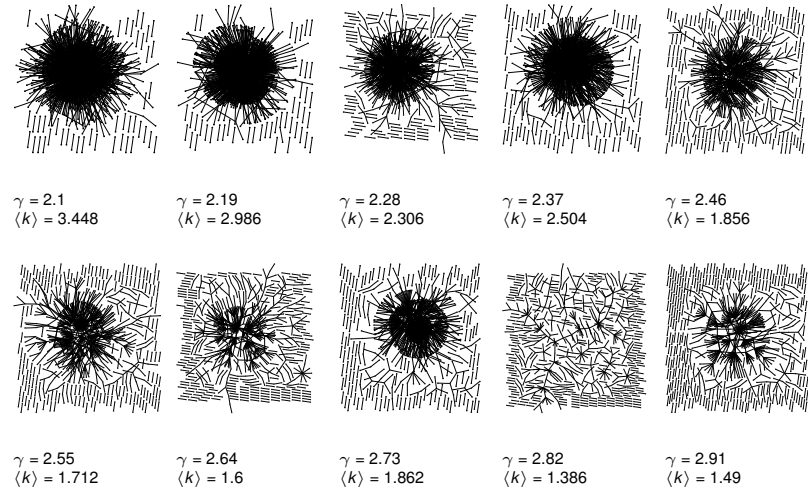 γ = 2.1
⟨k⟩ = 3.448
γ = 2.19
⟨k⟩ = 2.986
γ = 2.28
⟨k⟩ = 2.306
γ = 2.37
⟨k⟩ = 2.504
γ = 2.46
⟨k⟩ = 1.856
γ = 2.55
⟨k⟩ = 1.712
γ = 2.64
⟨k⟩ = 1.6
γ = 2.73
⟨k⟩ = 1.862
γ = 2.82
⟨k⟩ = 1.386
γ = 2.91
⟨k⟩ = 1.49